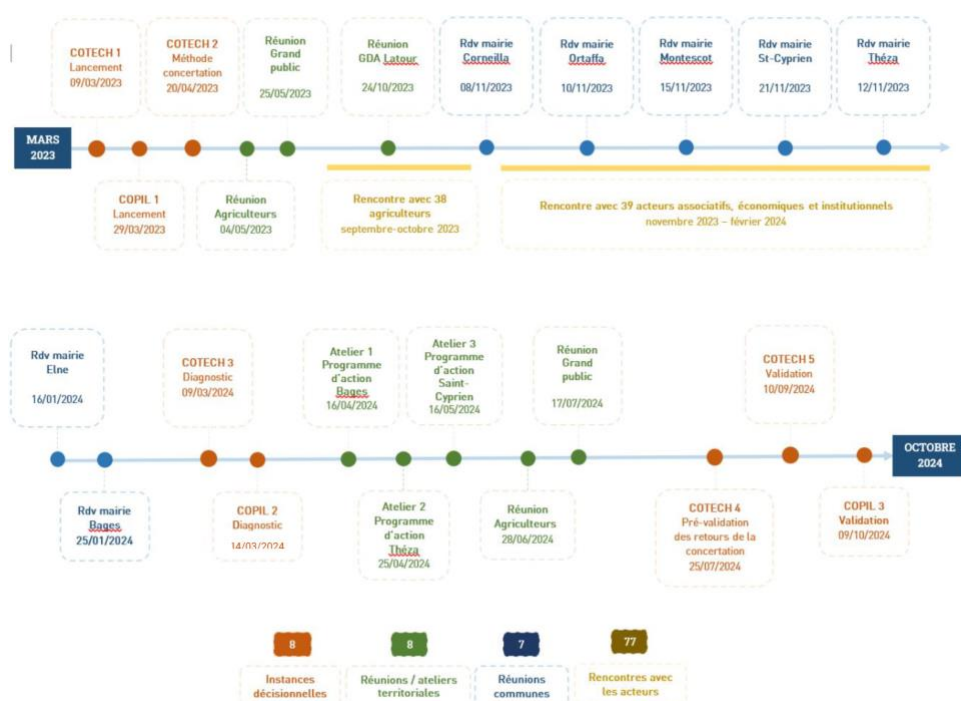 COTECH 1
Lancement
09/03/2023
COTECH 2
Méthode
concertation
20/04/2023
Réunion
Grand
public
25/05/2023
Réunion
GDA Latour
24/10/2023
Rdv mairie
Corneilla
08/11/2023
Rdv mairie
Ortaffa
10/11/2023
Rdv mairie
Montescot
15/11/2023
Rdv mairie
St-Cyprien
21/11/2023
Rdv mairie
Théza
12/11/2023
MARS
2023
COPIL 1
Lancement
29/03/2023
Réunion
Agriculteurs
04/05/2023
Rencontre avec 38
agriculteurs
septembre-octobre 2023
Rencontre avec 39 acteurs associatifs, économiques et institutionnels
novembre 2023 – février 2024
Rdv mairie
Elne
16/01/2024
COTECH 3
Diagnostic
09/03/2024
Atelier 1
Programme
d'action
Bages
16/04/2024
Atelier 3
Programme
d'action
Saint-
Cyprien
16/05/2024
Réunion
Grand
public
17/07/2024
COTECH 5
Validation
10/09/2024
OCTOBRE
2024
Rdv mairie
Bages
25/01/2024
COPIL 2
Diagnostic
14/03/2024
Atelier 2
Programme
d'action
Théza
25/04/2024
Réunion
Agriculteurs
28/06/2024
COTECH 4
Pré-validation
des retours de la
concertation
25/07/2024
COPIL 3
Validation
09/10/2024
8
8
7
77
Instances
décisionnelles
Réunions / ateliers
territoriales
Réunions
communes
Rencontres avec
les acteurs